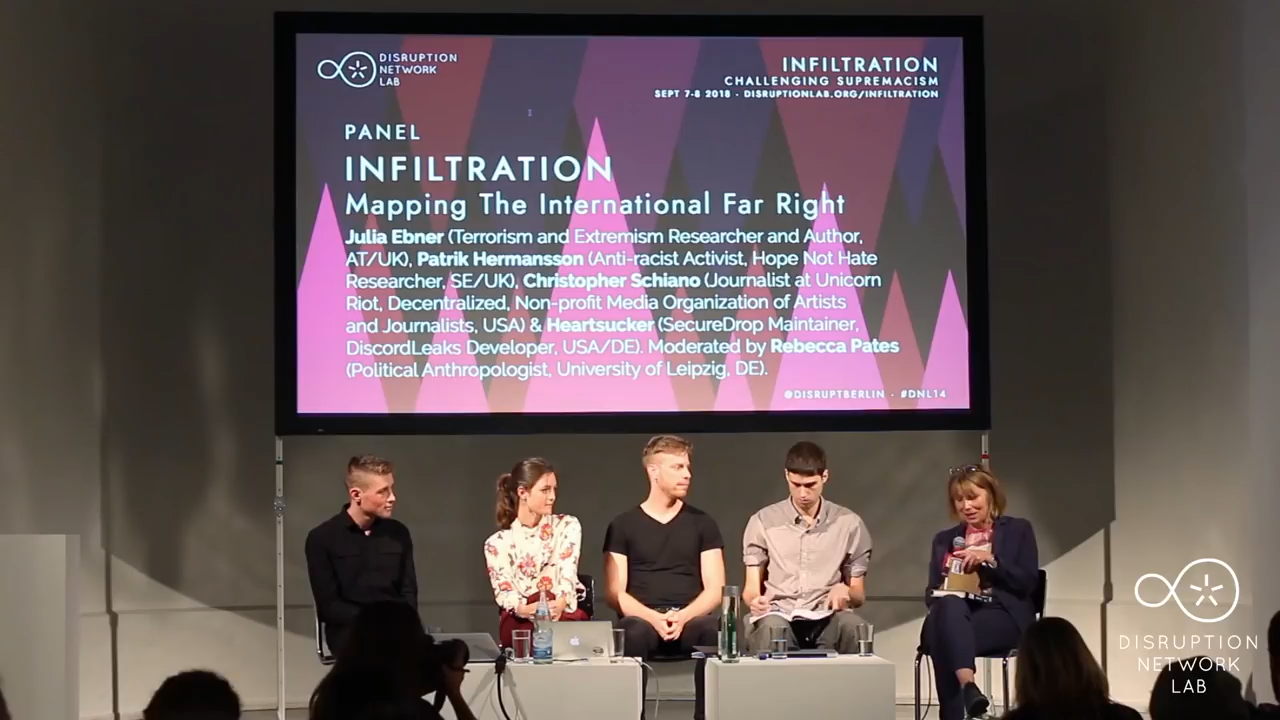 DISRUPTION
NETWORK
LAB
INFILTRATION
CHALLENGING SUPREMACISM
SEPT 7-8 2018 - DISRUPTIONLAB.ORG/INFILTRATION
PANEL
INFILTRATION
Mapping The International Far Right
Julia Ebner (Terrorism and Extremism Researcher and Author,
AT/UK), Patrik Hermansson (Anti-racist Activist, Hope Not Hate
Researcher, SE/UK), Christopher Schiano (Journalist at Unicorn
Riot, Decentralized, Non-profit Media Organization of Artists
and Journalists, USA) & Heartsucker (SecureDrop Maintainer,
DiscordLeaks Developer, USA/DE). Moderated by Rebecca Pates
(Political Anthropologist, University of Leipzig, DE).
@DISRUPTBERLIN - #DNL14
DISRUPTION
NETWORK
LAB